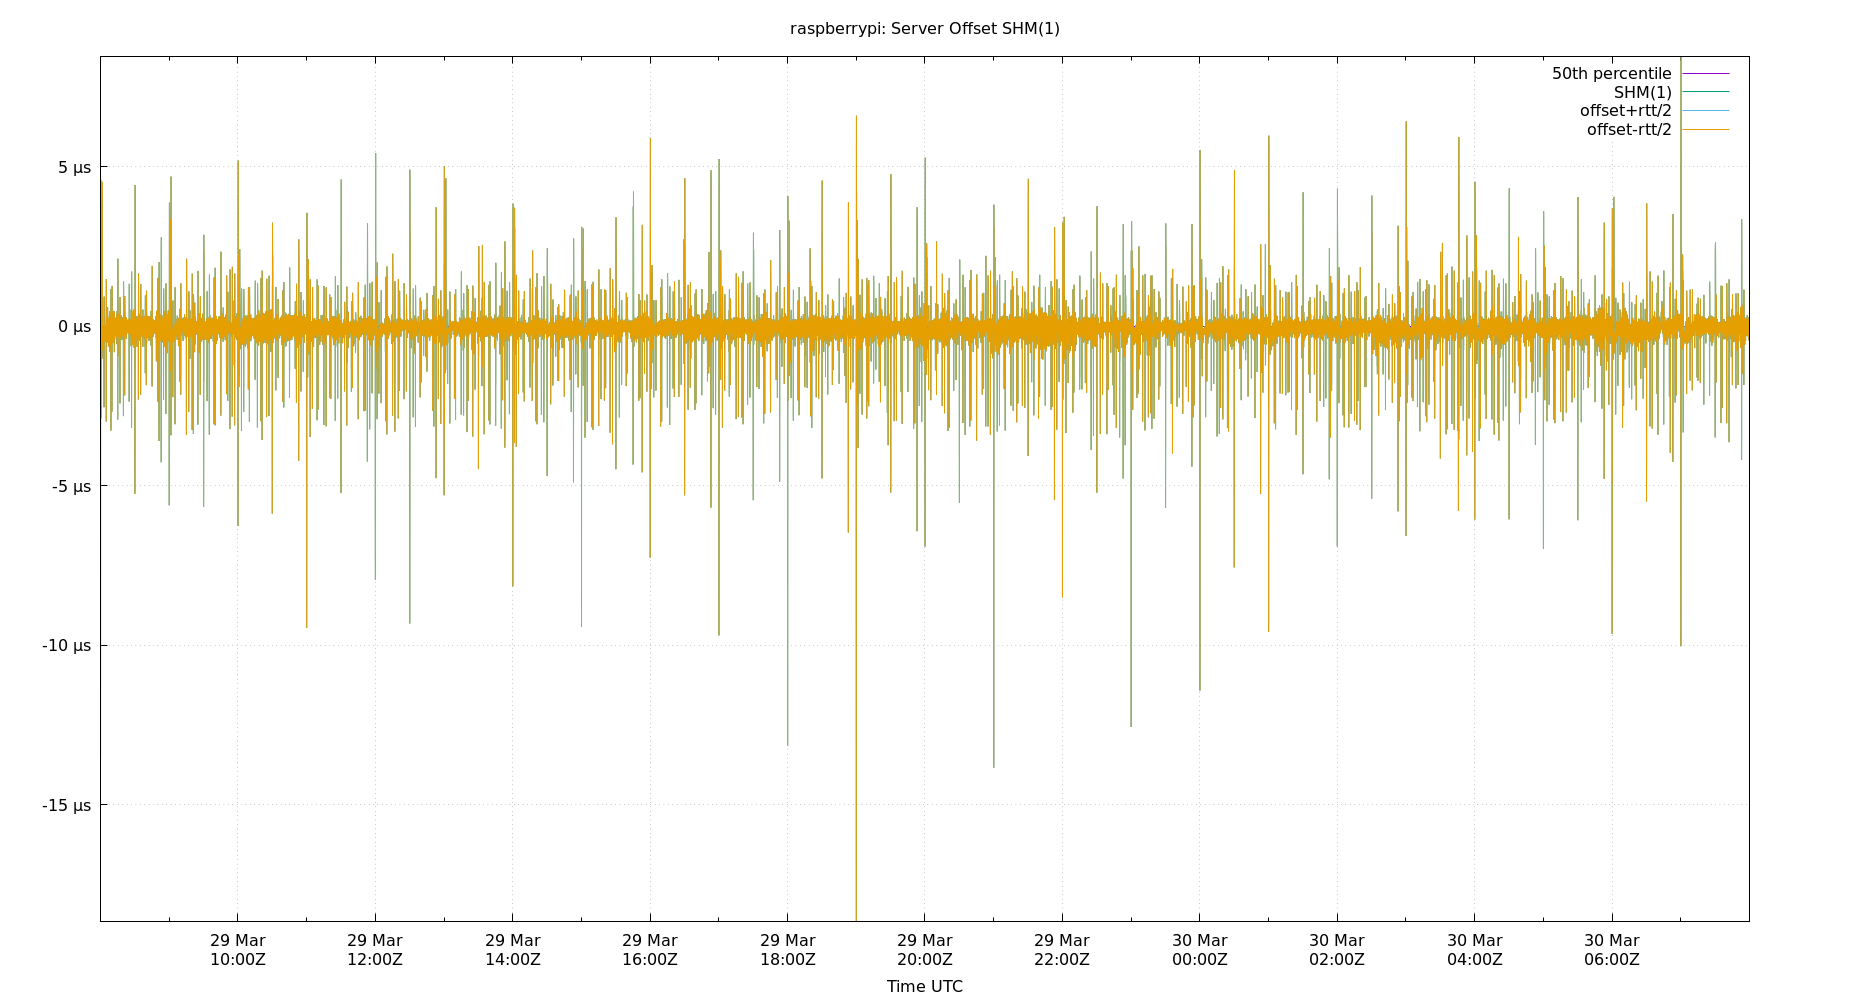 raspberrypi: Server Offset SHM(1)
50th percentile
SHM(1)
offset+rtt/2
offset-rtt/2
5 µs
0 µs
-5 µs
-10 µs
-15 µs
29 Mar 29 Mar 29 Mar 29 Mar 29 Mar 29 Mar 29 Mar 30 Mar 30 Mar 30 Mar 30 Mar
10:00Z 12:00Z 14:00Z 16:00Z 18:00Z 20:00Z 22:00Z 00:00Z 02:00Z 04:00Z 06:00Z
Time UTC